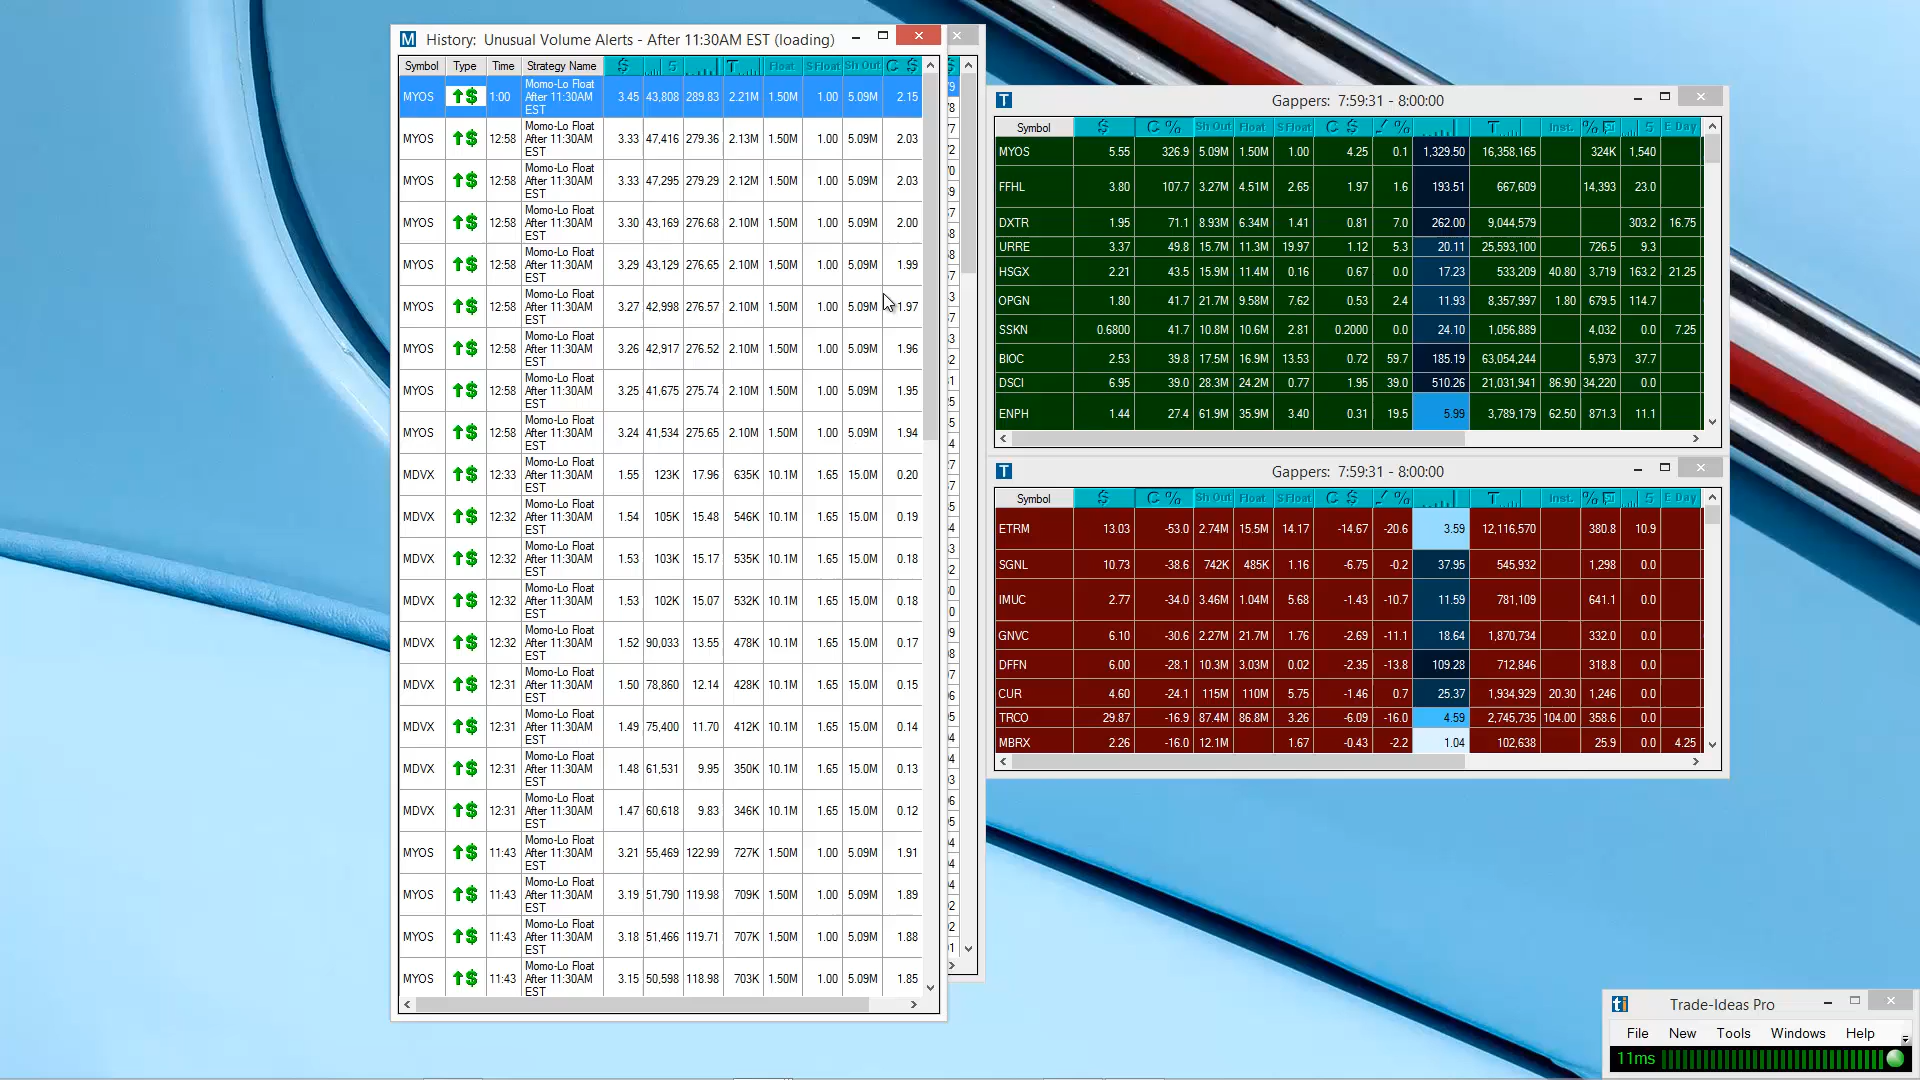 M History: Unusual Volume Alerts - After 11:30AM EST (loading)
Symbol Type Time Strategy Name $ 5 T Float SFloat Sh Out C $
MYOS $ 1:00 Momo-Lo Float After 11:30AM EST 3.45 43,808 289.83 2.21M 1.50M 1.00 5.09M 2.15
MYOS $ 12:58 Momo-Lo Float After 11:30AM EST 3.33 47,416 279.36 2.13M 1.50M 1.00 5.09M 2.03
MYOS $ 12:58 Momo-Lo Float After 11:30AM EST 3.33 47,295 279.29 2.12M 1.50M 1.00 5.09M 2.03
MYOS $ 12:58 Momo-Lo Float After 11:30AM EST 3.30 43,169 276.68 2.10M 1.50M 1.00 5.09M 2.00
MYOS $ 12:58 Momo-Lo Float After 11:30AM EST 3.29 43,129 276.65 2.10M 1.50M 1.00 5.09M 1.99
MYOS $ 12:58 Momo-Lo Float After 11:30AM EST 3.27 42,998 276.57 2.10M 1.50M 1.00 5.09M 1.97
MYOS $ 12:58 Momo-Lo Float After 11:30AM EST 3.26 42,917 276.52 2.10M 1.50M 1.00 5.09M 1.96
MYOS $ 12:58 Momo-Lo Float After 11:30AM EST 3.25 41,675 275.74 2.10M 1.50M 1.00 5.09M 1.95
MYOS $ 12:58 Momo-Lo Float After 11:30AM EST 3.24 41,534 275.65 2.10M 1.50M 1.00 5.09M 1.94
MDVX $ 12:33 Momo-Lo Float After 11:30AM EST 1.55 123K 17.96 635K 10.1M 1.65 15.0M 0.20
MDVX $ 12:32 Momo-Lo Float After 11:30AM EST 1.54 105K 15.48 546K 10.1M 1.65 15.0M 0.19
MDVX $ 12:32 Momo-Lo Float After 11:30AM EST 1.53 103K 15.17 535K 10.1M 1.65 15.0M 0.18
MDVX $ 12:32 Momo-Lo Float After 11:30AM EST 1.53 102K 15.07 532K 10.1M 1.65 15.0M 0.18
MDVX $ 12:32 Momo-Lo Float After 11:30AM EST 1.52 90,033 13.55 478K 10.1M 1.65 15.0M 0.17
MDVX $ 12:31 Momo-Lo Float After 11:30AM EST 1.50 78,860 12.14 428K 10.1M 1.65 15.0M 0.15
MDVX $ 12:31 Momo-Lo Float After 11:30AM EST 1.49 75,400 11.70 412K 10.1M 1.65 15.0M 0.14
MDVX $ 12:31 Momo-Lo Float After 11:30AM EST 1.48 61,531 9.95 350K 10.1M 1.65 15.0M 0.13
MDVX $ 12:31 Momo-Lo Float After 11:30AM EST 1.47 60,618 9.83 346K 10.1M 1.65 15.0M 0.12
MYOS $ 11:43 Momo-Lo Float After 11:30AM EST 3.21 55,469 122.99 727K 1.50M 1.00 5.09M 1.91
MYOS $ 11:43 Momo-Lo Float After 11:30AM EST 3.19 51,790 119.98 709K 1.50M 1.00 5.09M 1.89
MYOS $ 11:43 Momo-Lo Float After 11:30AM EST 3.18 51,466 119.71 707K 1.50M 1.00 5.09M 1.88
MYOS $ 11:43 Momo-Lo Float After 11:30AM EST 3.15 50,598 118.98 703K 1.50M 1.00 5.09M 1.85
T Gappers: 7:59:31 - 8:00:00
Symbol $ C % Sh Out Float SFloat C $ % T Inst. % 5 E Day
MYOS 5.55 326.9 5.09M 1.50M 1.00 4.25 0.1 1,329.50 16,358,165 324K 1,540
FFHL 3.80 107.7 3.27M 4.51M 2.65 1.97 1.6 193.51 667,609 14,393 23.0
DXTR 1.95 71.1 8.93M 6.34M 1.41 0.81 7.0 262.00 9,044,579 303.2 16.75
URRE 3.37 49.8 15.7M 11.3M 19.97 1.12 5.3 20.11 25,593,100 726.5 9.3
HSGX 2.21 43.5 15.9M 11.4M 0.16 0.67 0.0 17.23 533,209 40.80 3,719 163.2 21.25
OPGN 1.80 41.7 21.7M 9.58M 7.62 0.53 2.4 11.93 8,357,997 1.80 679.5 114.7
SSKN 0.6800 41.7 10.8M 10.6M 2.81 0.2000 0.0 24.10 1,056,889 4,032 0.0 7.25
BIOC 2.53 39.8 17.5M 16.9M 13.53 0.72 59.7 185.19 63,054,244 5,973 37.7
DSCI 6.95 39.0 28.3M 24.2M 0.77 1.95 39.0 510.26 21,031,941 86.90 34,220 0.0
ENPH 1.44 27.4 61.9M 35.9M 3.40 0.31 19.5 5.99 3,789,179 62.50 871.3 11.1
T Gappers: 7:59:31 - 8:00:00
Symbol $ C % Sh Out Float SFloat C $ % T Inst. % 5 E Day
ETRM 13.03 -53.0 2.74M 15.5M 14.17 -14.67 -20.6 3.59 12,116,570 380.8 10.9
SGNL 10.73 -38.6 742K 485K 1.16 -6.75 -0.2 37.95 545,932 1,298 0.0
IMUC 2.77 -34.0 3.46M 1.04M 5.68 -1.43 -10.7 11.59 781,109 641.1 0.0
GNVC 6.10 -30.6 2.27M 21.7M 1.76 -2.69 -11.1 18.64 1,870,734 332.0 0.0
DFFN 6.00 -28.1 10.3M 3.03M 0.02 -2.35 -13.8 109.28 712,846 318.8 0.0
CUR 4.60 -24.1 115M 110M 5.75 -1.46 0.7 25.37 1,934,929 20.30 1,246 0.0
TRCO 29.87 -16.9 87.4M 86.8M 3.26 -6.09 -16.0 4.59 2,745,735 104.00 358.6 0.0
MBRX 2.26 -16.0 12.1M 1.67 -0.43 -2.2 1.04 102,638 25.9 0.0 4.25
ti Trade-Ideas Pro
File New Tools Windows Help
11ms